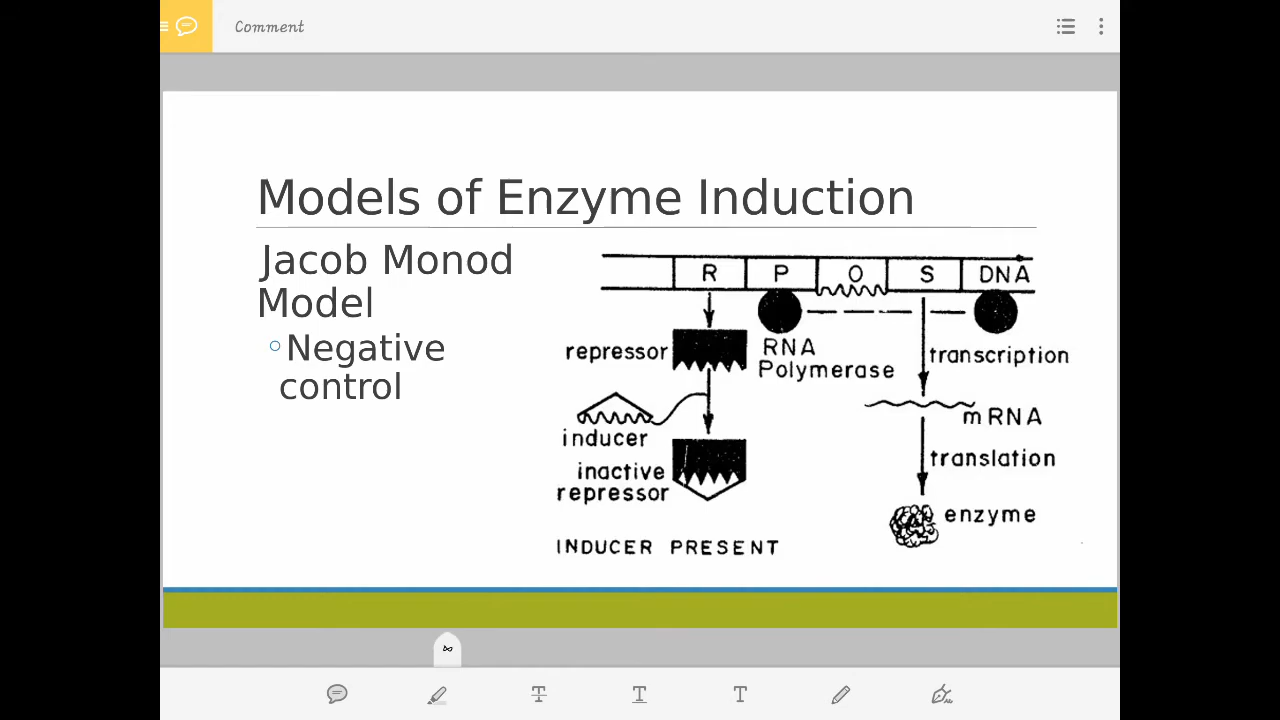 Comment
Models of Enzyme Induction
Jacob Monod
Model
Negative
control
R P O S DNA
repressor
RNA
Polymerase
transcription
inducer
mRNA
inactive
repressor
translation
enzyme
INDUCER PRESENT